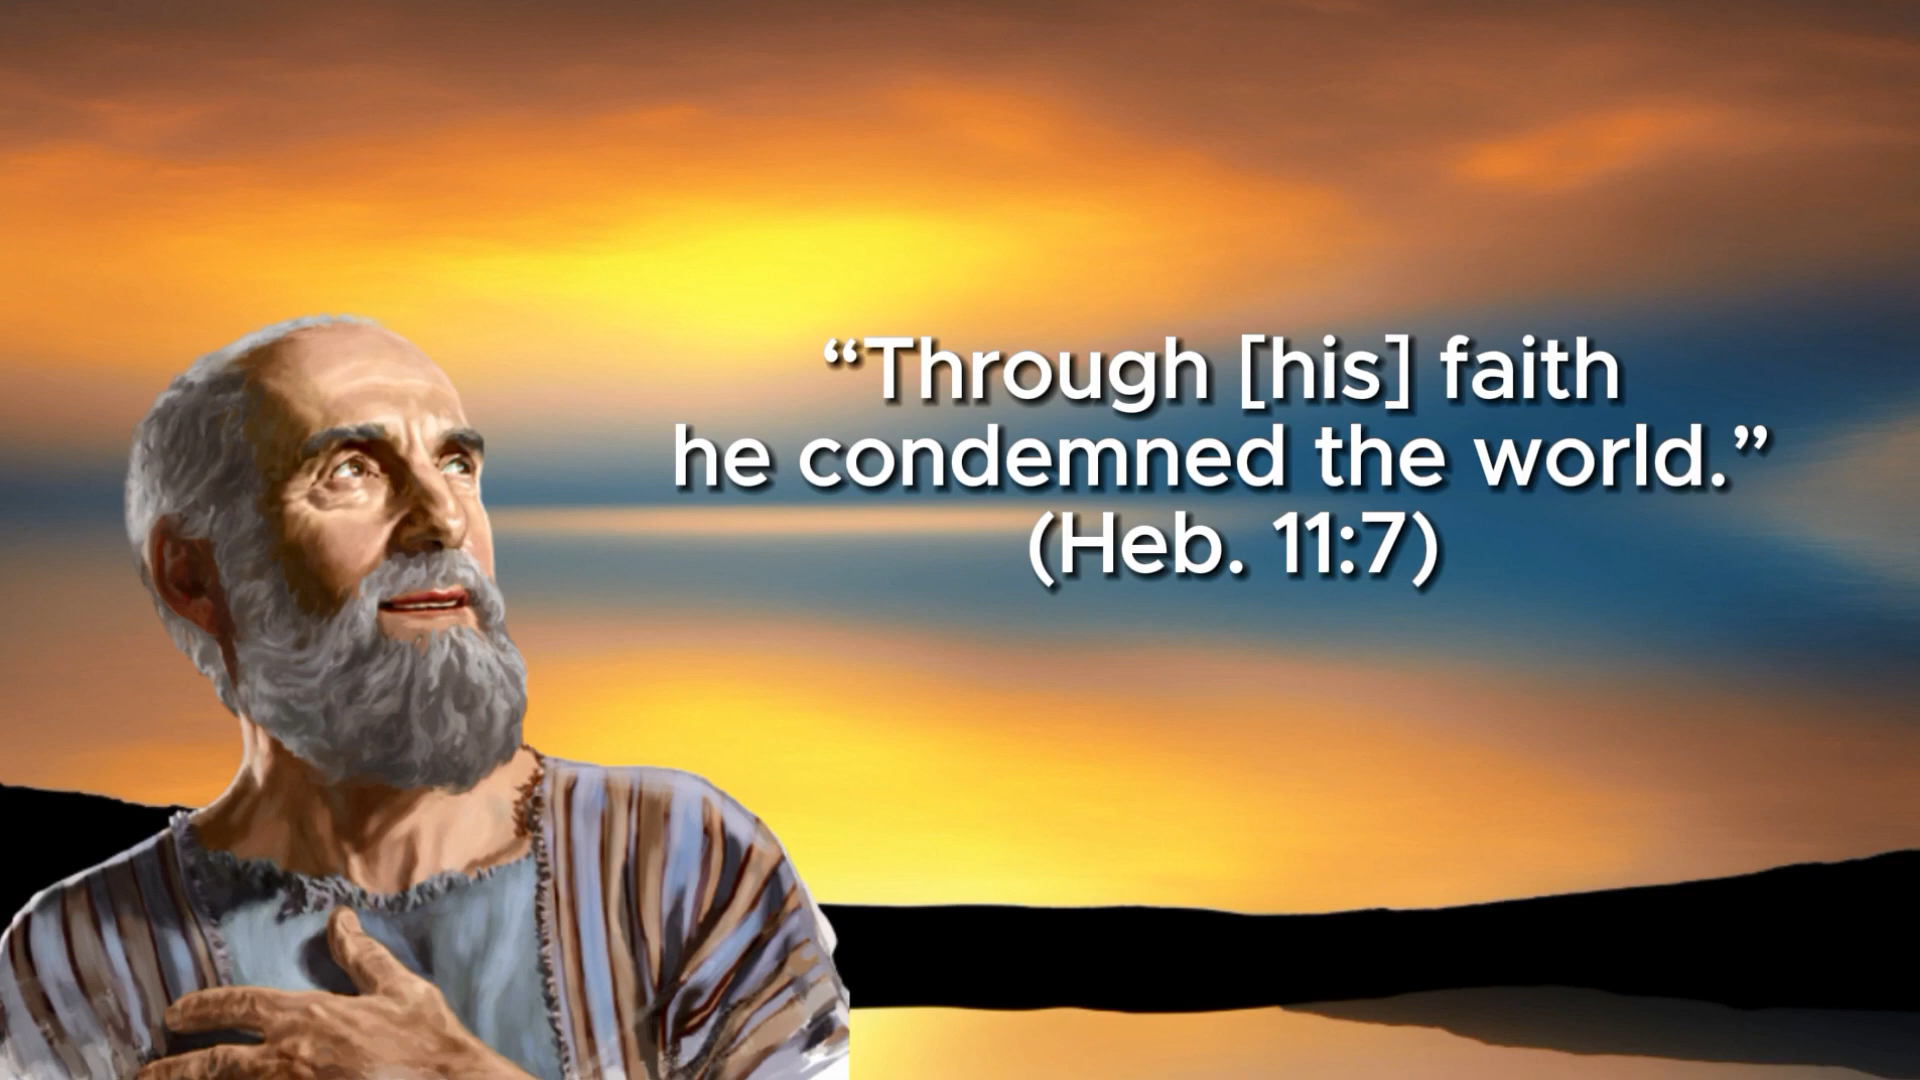 “Through [his] faith
he condemned the world.”
(Heb. 11:7)